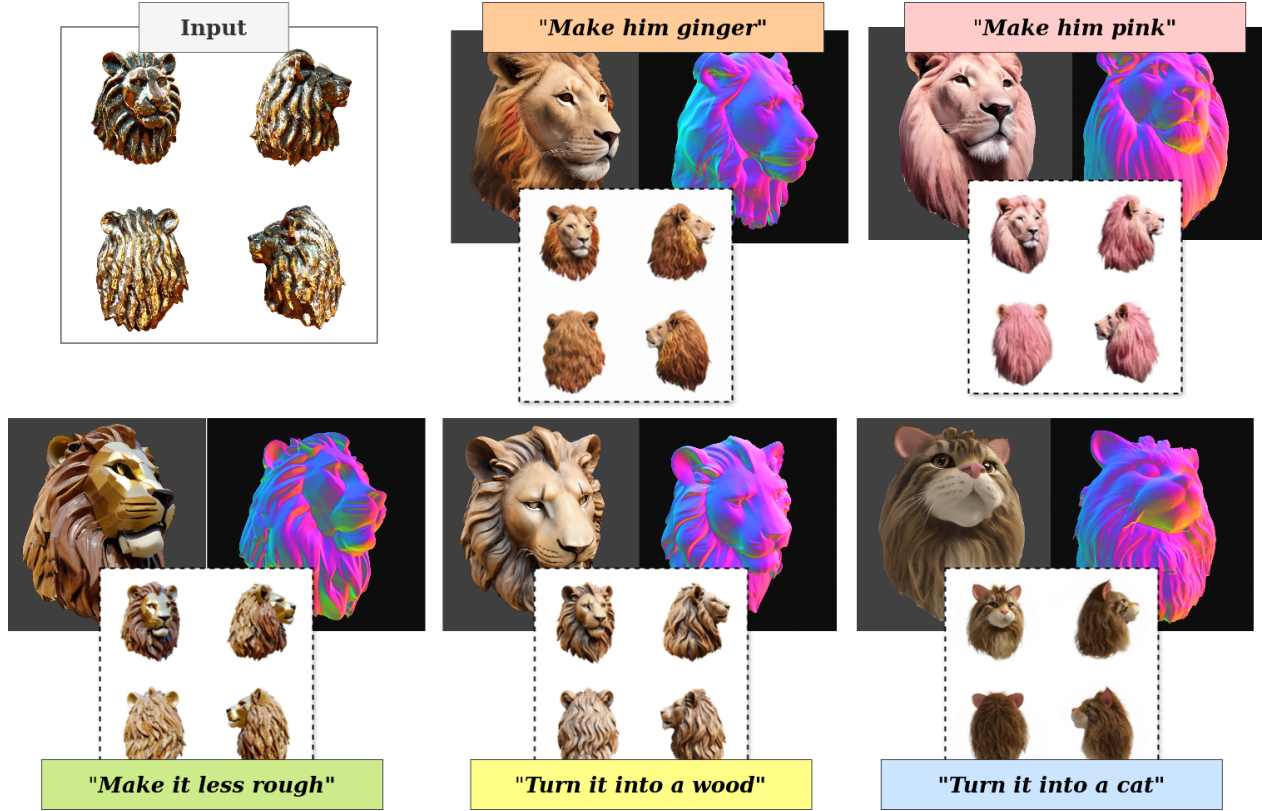 Input
"Make him ginger"
"Make him pink"
"Make it less rough"
"Turn it into a wood"
"Turn it into a cat"